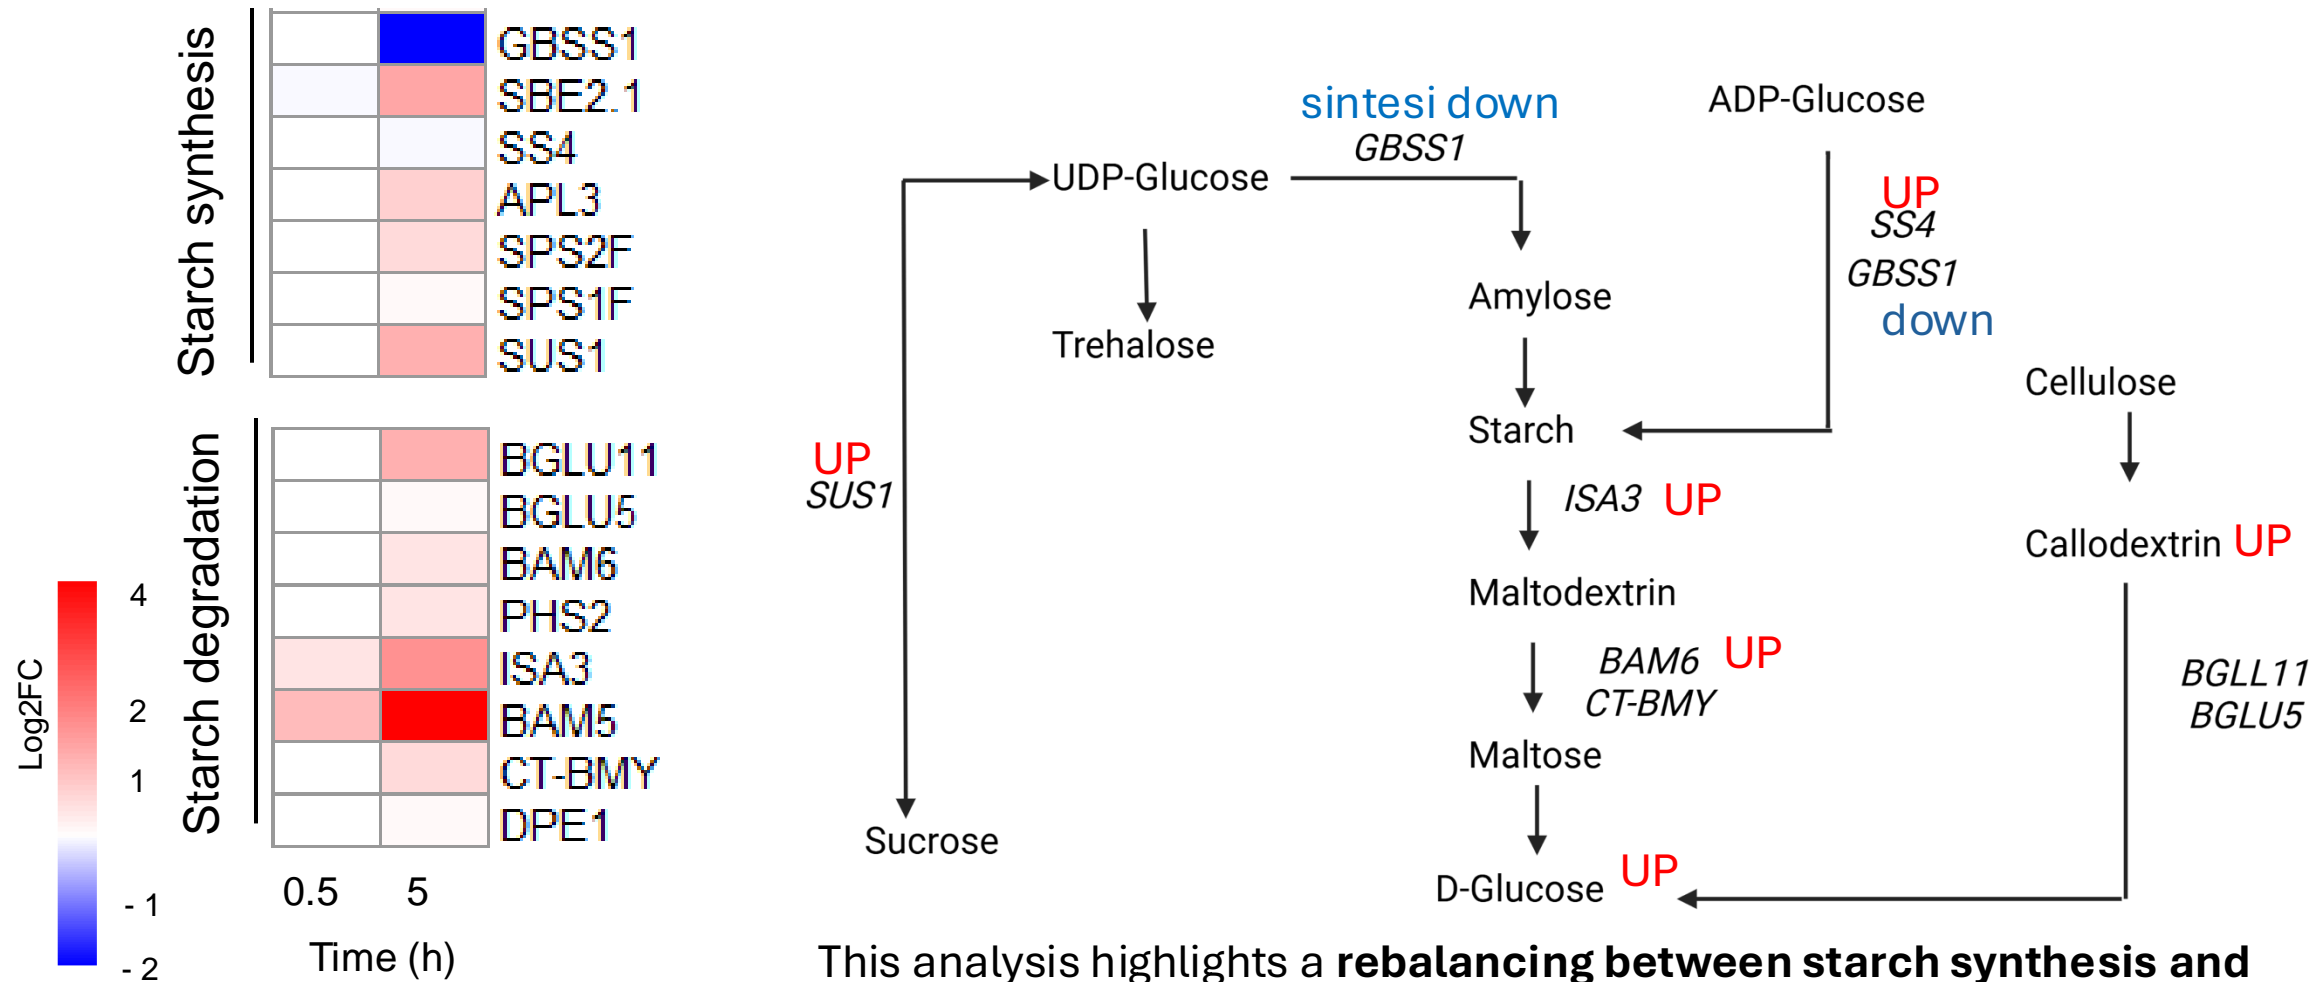 Starch synthesis
GBSS1
SBE2.1
SS4
APL3
SPS2F
SPS1F
SUS1
Starch degradation
BGLU11
BGLU5
BAM6
PHS2
ISA3
BAM5
CT-BMY
DPE1
Log2FC
4
2
1
- 1
- 2
0.5 5
Time (h)
sintesi down
GBSS1
ADP-Glucose
UDP-Glucose
UP
SS4
GBSS1
down
Amylose
Trehalose
Cellulose
Starch
UP
SUS1
ISA3 UP
Callodextrin UP
Maltodextrin
BAM6 UP
CT-BMY
BGLL11
BGLU5
Maltose
Sucrose
D-Glucose UP
This analysis highlights a rebalancing between starch synthesis and